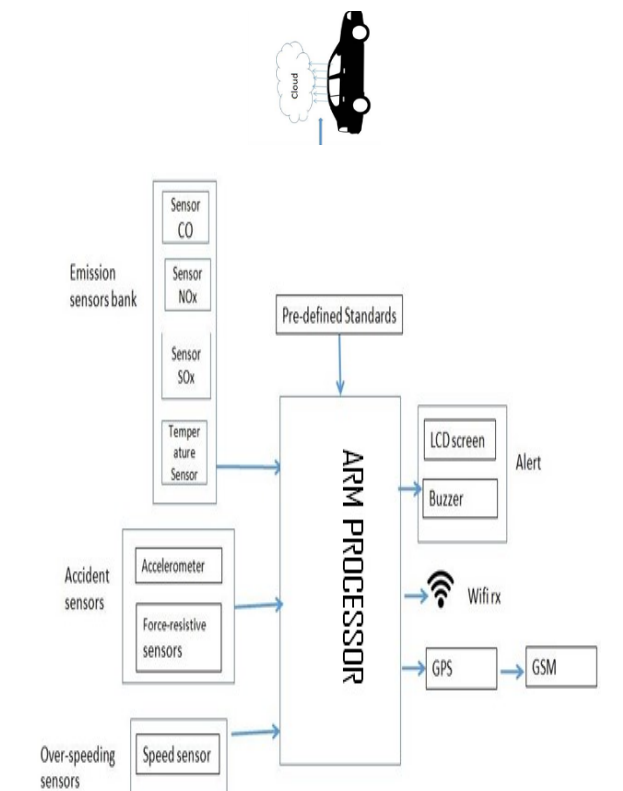 Cloud
Sensor
CO
Emission
sensors bank
Sensor
NOx
Sensor
SOx
Temper
ature
Sensor
Pre-defined Standards
ARM PROCESSOR
LCD screen
Buzzer
Alert
Accident
sensors
Accelerometer
Force-resistive
sensors
Wifi rx
GPS
GSM
Over-speeding
sensors
Speed sensor